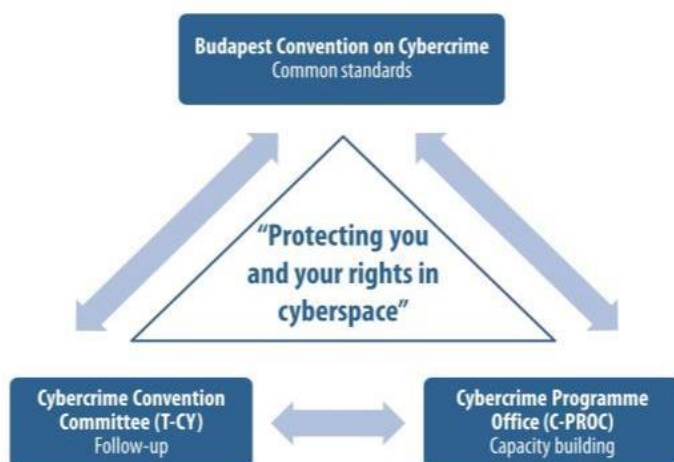 Budapest Convention on Cybercrime
Common standards
“Protecting you
and your rights in
cyberspace”
Cybercrime Convention
Committee (T-CY)
Follow-up
Cybercrime Programme
Office (C-PROC)
Capacity building